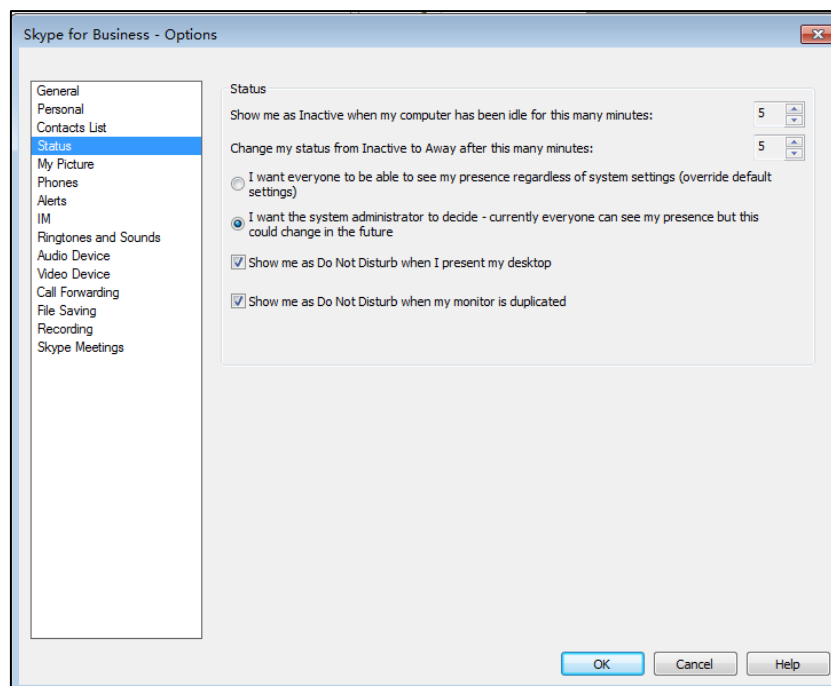 Skype for Business - Options
General
Personal
Contacts List
Status
My Picture
Phones
Alerts
IM
Ringtones and Sounds
Audio Device
Video Device
Call Forwarding
File Saving
Recording
Skype Meetings
Status
Show me as Inactive when my computer has been idle for this many minutes: 5
Change my status from Inactive to Away after this many minutes: 5
I want everyone to be able to see my presence regardless of system settings (override default
settings)
I want the system administrator to decide - currently everyone can see my presence but this
could change in the future
Show me as Do Not Disturb when I present my desktop
Show me as Do Not Disturb when my monitor is duplicated
OK Cancel Help